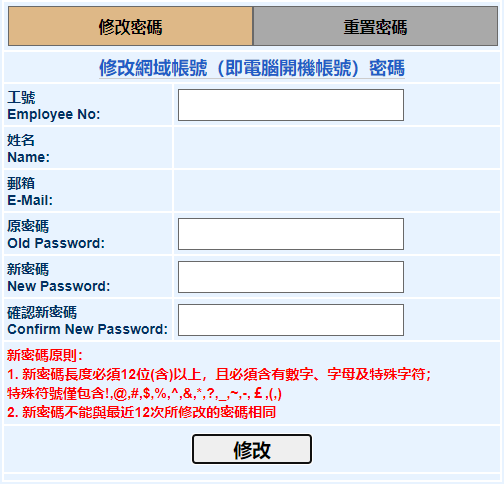 修改密碼
重置密碼
修改網域帳號（即電腦開機帳號）密碼
工號
Employee No:
姓名
Name:
郵箱
E-Mail:
原密碼
Old Password:
新密碼
New Password:
確認新密碼
Confirm New Password:
新密碼原則：
1. 新密碼長度必須12位(含)以上，且必須含有數字、字母及特殊字符；
特殊符號僅包含!,@,#,$,%,^,&,*,?,_,~,-,￡,(,)
2. 新密碼不能與最近12次所修改的密碼相同
修改